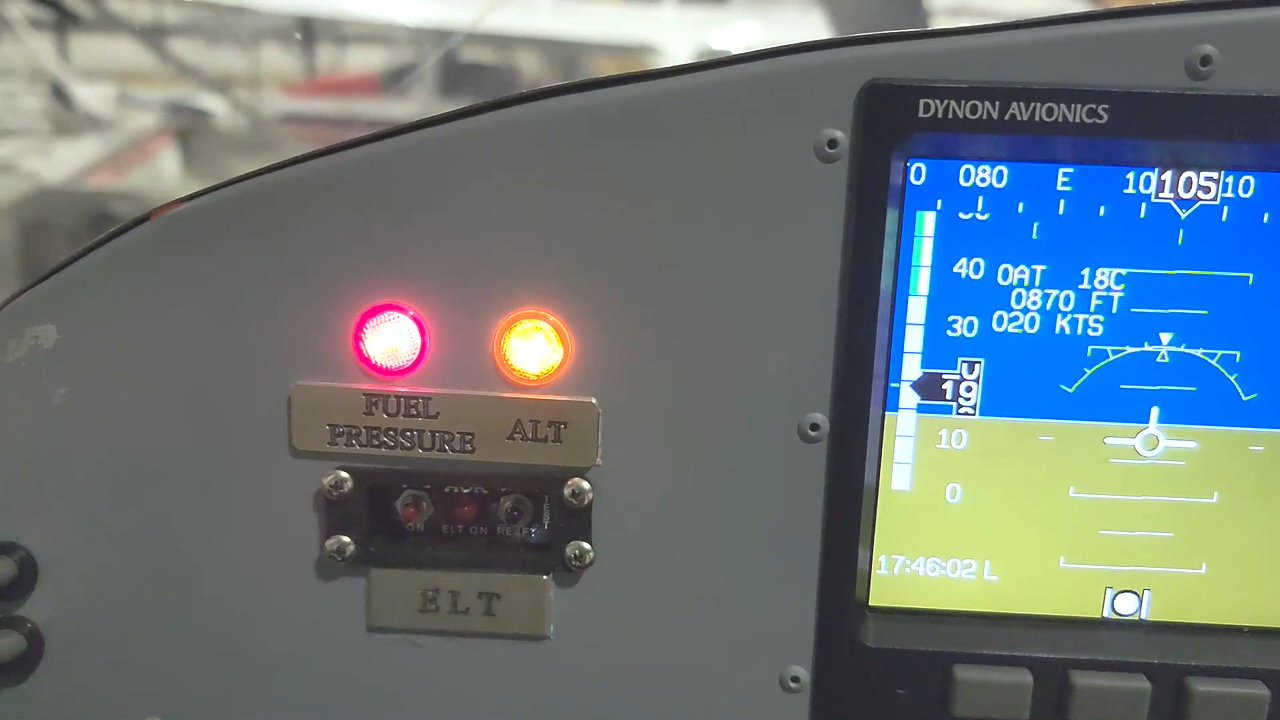 DYNON AVIONICS
0 080 E 10 105 10
40 OAT 18C
0870 FT
30 020 KTS
19
10
0
17:46:02 L
FUEL
PRESSURE ALT
ON ELT ON
ELT